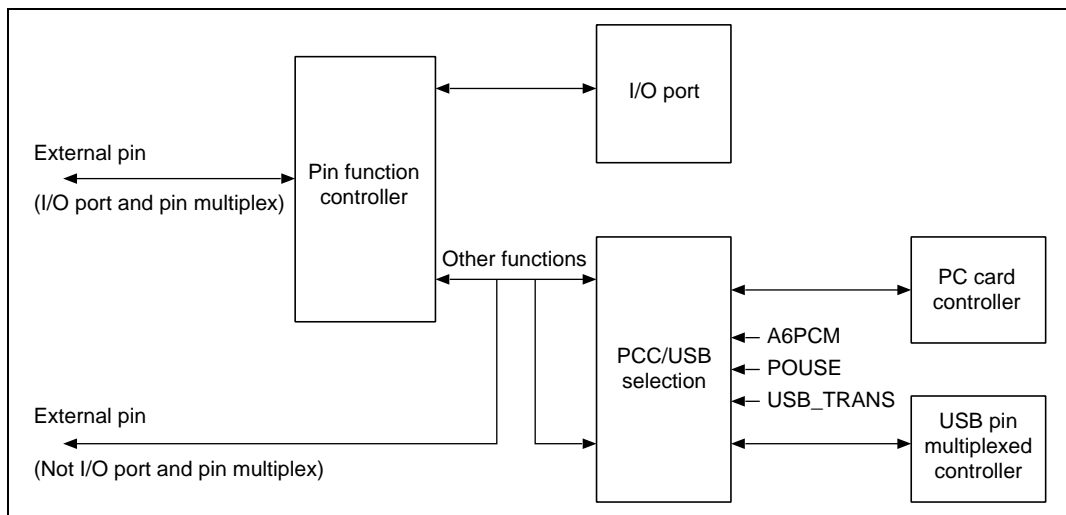 I/O port
External pin
(I/O port and pin multiplex)
Pin function
controller
Other functions
PCC/USB
selection
PC card
controller
A6PCM
POUSE
USB_TRANS
External pin
(Not I/O port and pin multiplex)
USB pin
multiplexed
controller